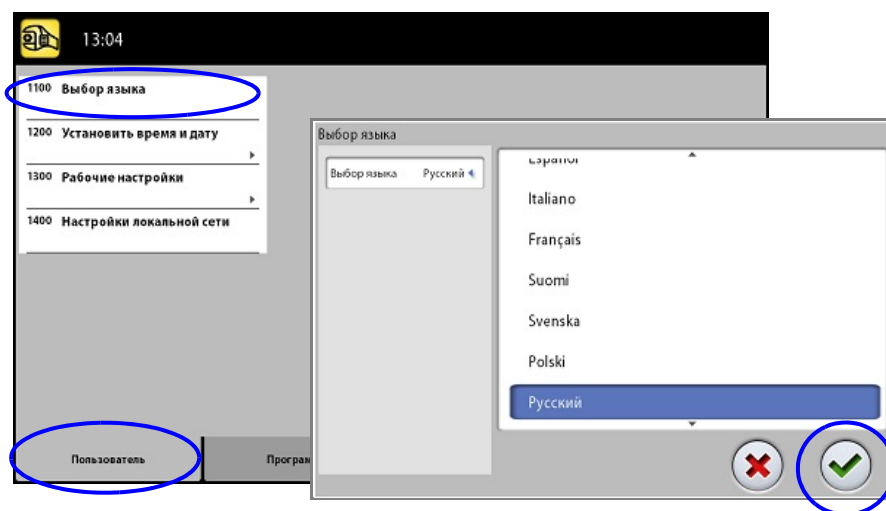 13:04
1100 Выбор языка
1200 Установить время и дату
1300 Рабочие настройки
1400 Настройки локальной сети
Пользователь
Програм
Выбор языка
Выбор языка Русский
Español
Italiano
Français
Suomi
Svenska
Polski
Русский